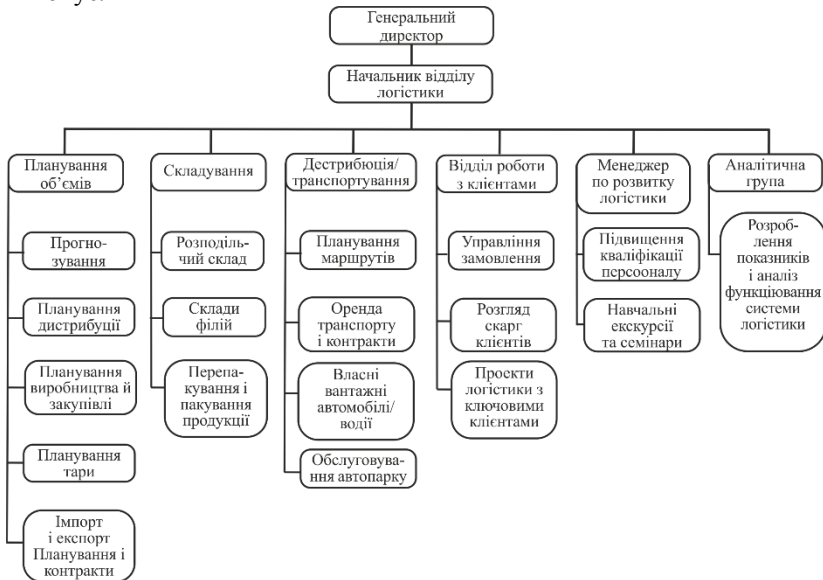 Генеральний
директор
Начальник відділу
логістики
Планування
об’ємів
Прогно-
зування
Планування
дистрибуції
Планування
виробництва й
закупівлі
Планування
тари
Імпорт
і експорт
Планування і
контракти
Складування
Розподіль-
чий склад
Склади
філій
Перепа-
кування і
пакування
продукції
Дестрибюція/
транспортування
Планування
маршрутів
Оренда
транспорту
і контракти
Власні
вантажні
автомобілі/
водії
Обслуговува-
ння автопарку
Відділ роботи
з клієнтами
Управління
замовлення
Розгляд
скарг
клієнтів
Проекти
логістики з
ключовими
клієнтами
Менеджер
по розвитку
логістики
Підвищення
кваліфікації
персооналу
Навчальні
екскурсії
та семінари
Аналітична
група
Розроб-
лення
показників
і аналіз
функціювання
системи
логістики